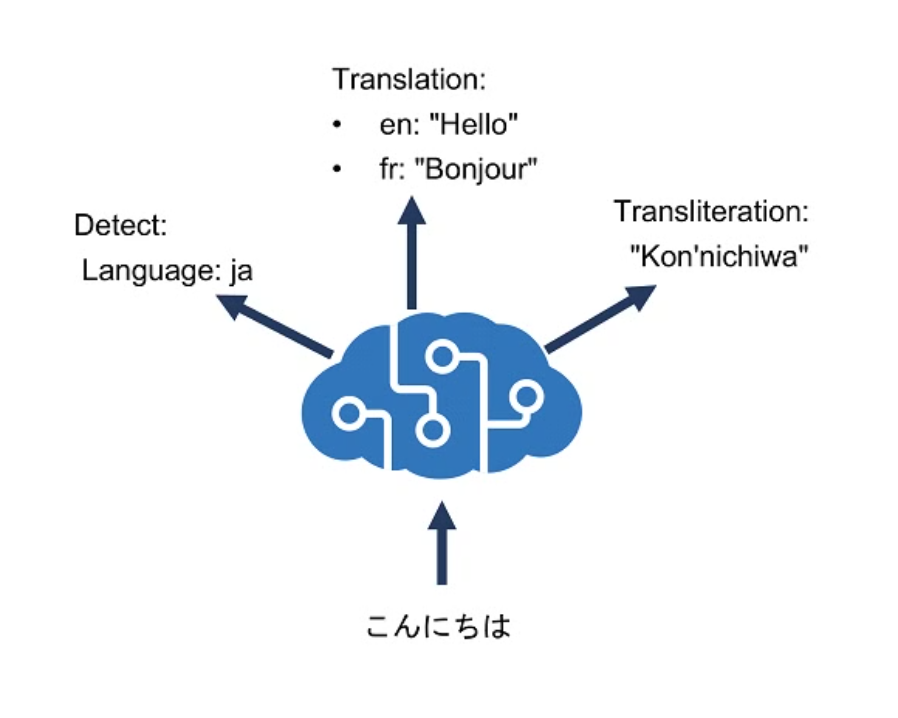 Translation:
• en: "Hello"
• fr: "Bonjour"
Detect:
Language: ja
Transliteration:
"Kon'nichiwa"
こんにちは